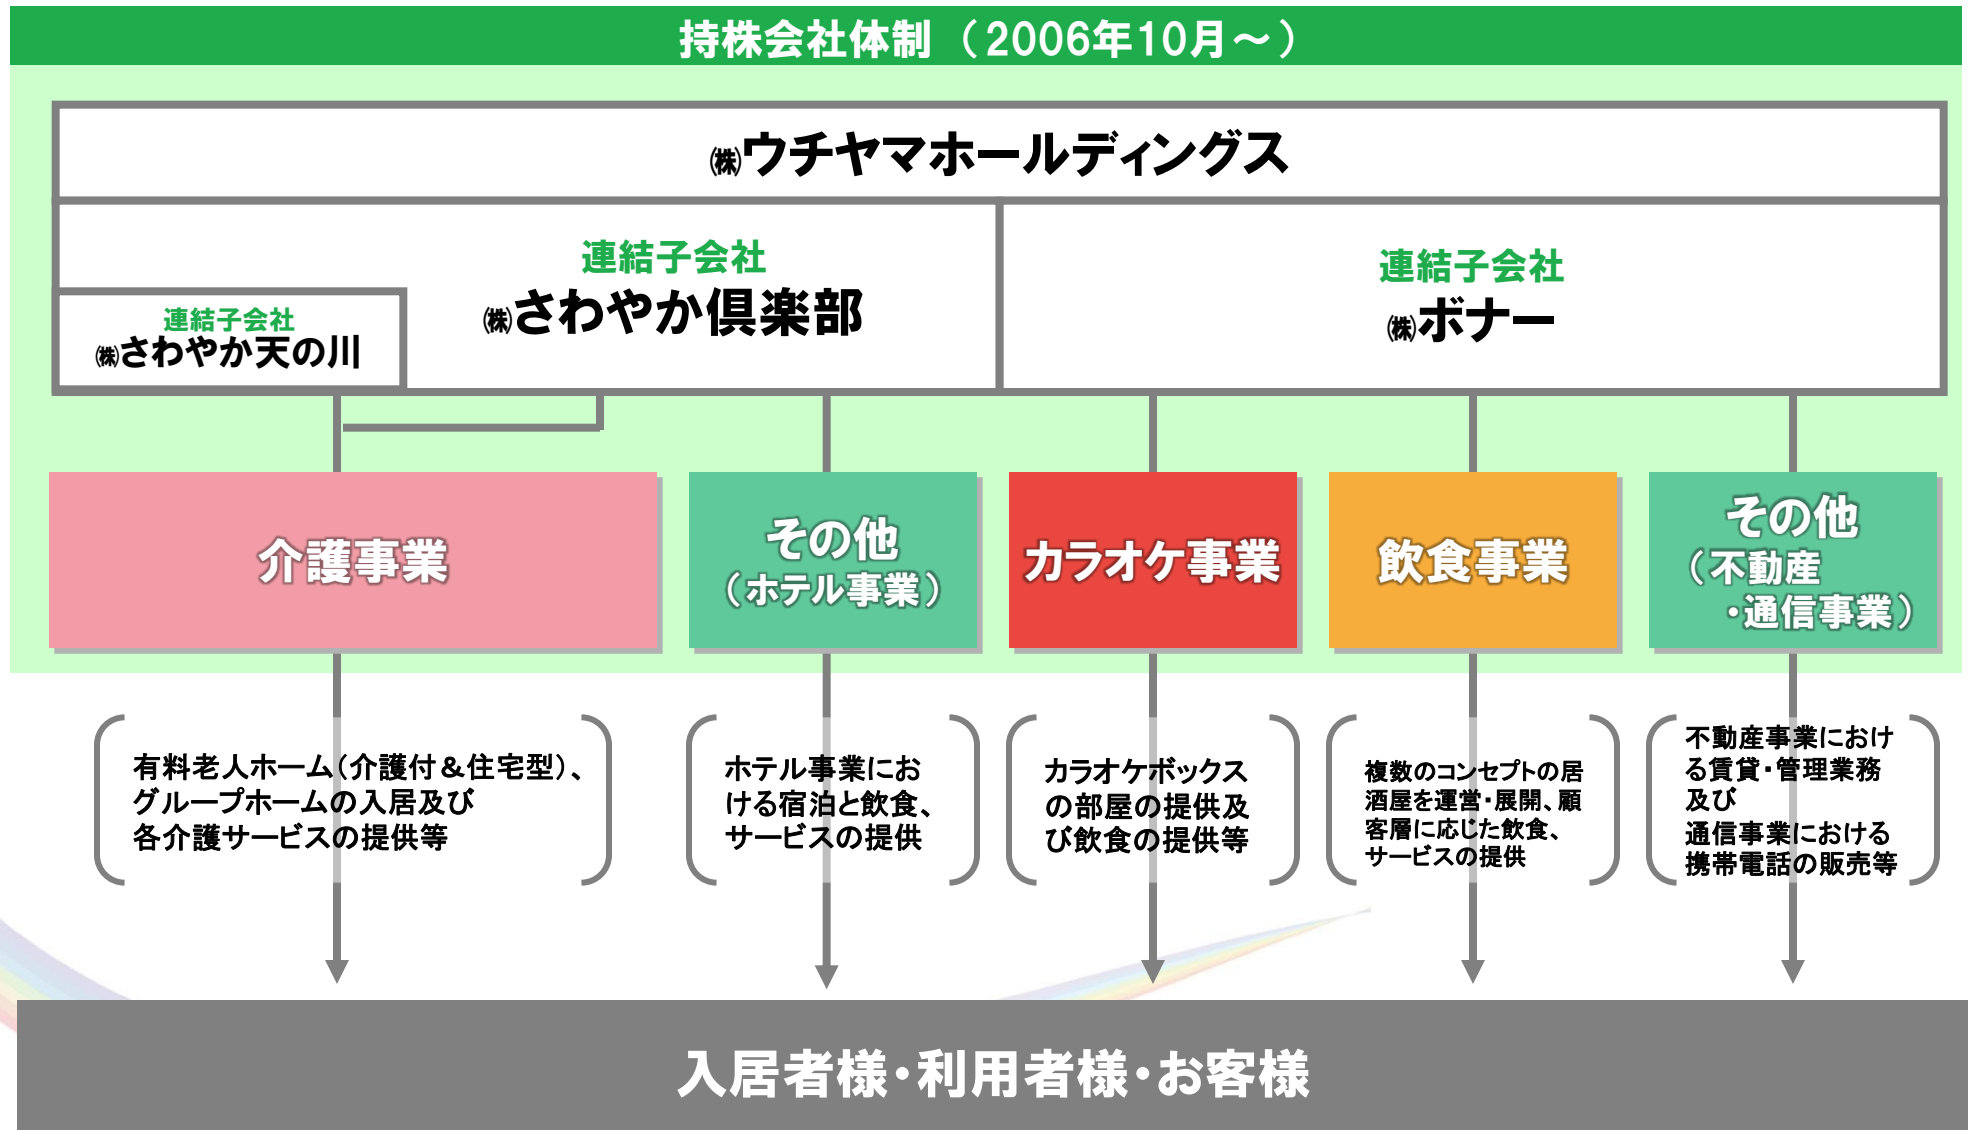 持株会社体制（2006年10月～）
㈱ウチヤマホールディングス
連結子会社
㈱さわやか倶楽部
連結子会社
㈱さわやか天の川
連結子会社
㈱ボナー
介護事業
その他
（ホテル事業）
カラオケ事業
飲食事業
その他
（不動産
・通信事業）
有料老人ホーム（介護付＆住宅型）、
グループホームの入居及び
各介護サービスの提供等
ホテル事業にお
ける宿泊と飲食、
サービスの提供
カラオケボックス
の部屋の提供及
び飲食の提供等
複数のコンセプトの居
酒屋を運営・展開、顧
客層に応じた飲食、
サービスの提供
不動産事業におけ
る賃貸・管理業務
及び
通信事業における
携帯電話の販売等
入居者様・利用者様・お客様